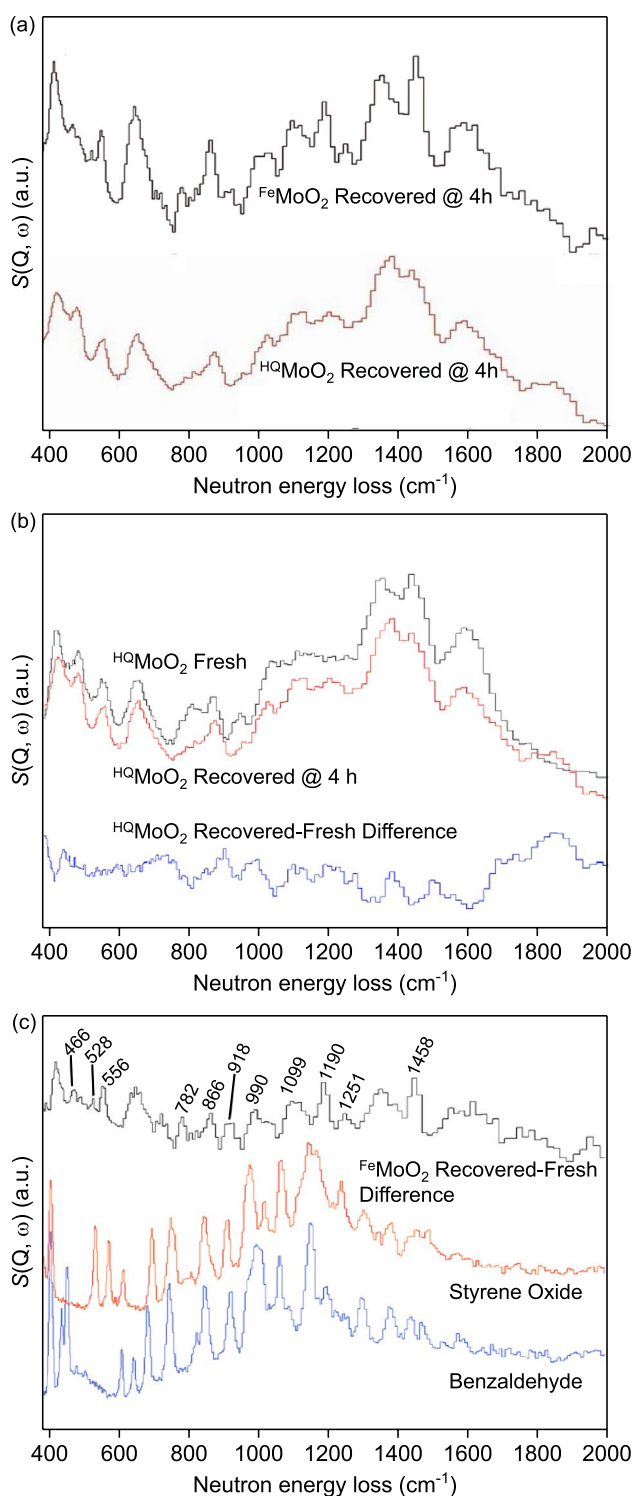 (a)
S(Q, ω) (a.u.)
FeMoO2 Recovered @ 4h
HQMoO2 Recovered @ 4h
400 600 800 1000 1200 1400 1600 1800 2000
Neutron energy loss (cm-1)
(b)
S(Q, ω) (a.u.)
HQMoO2 Fresh
HQMoO2 Recovered @ 4 h
HQMoO2 Recovered-Fresh Difference
400 600 800 1000 1200 1400 1600 1800 2000
Neutron energy loss (cm-1)
(c)
S(Q, ω) (a.u.)
466 528 556 782 866 918 990 1099 1190 1251 1458
FeMoO2 Recovered-Fresh
Difference
Styrene Oxide
Benzaldehyde
400 600 800 1000 1200 1400 1600 1800 2000
Neutron energy loss (cm-1)